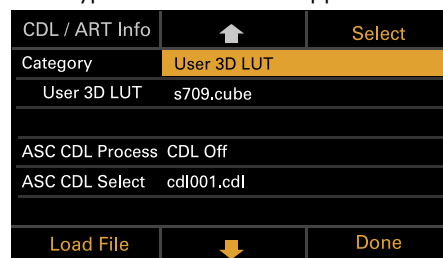 CDL / ART Info Select
Category User 3D LUT
User 3D LUT s709.cube
ASC CDL Process CDL Off
ASC CDL Select cdl001.cdl
Load File Done